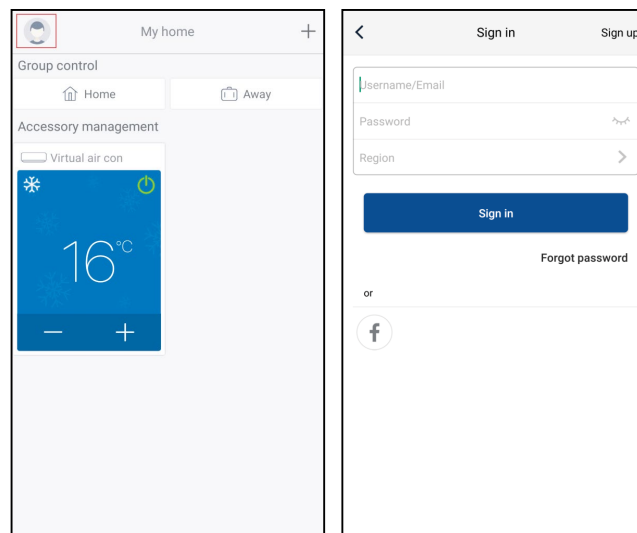 My home
Group control
Home
Away
Accessory management
Virtual air con
16°C
Sign in
Sign up
Username/Email
Password
Region
Sign in
Forgot password
or